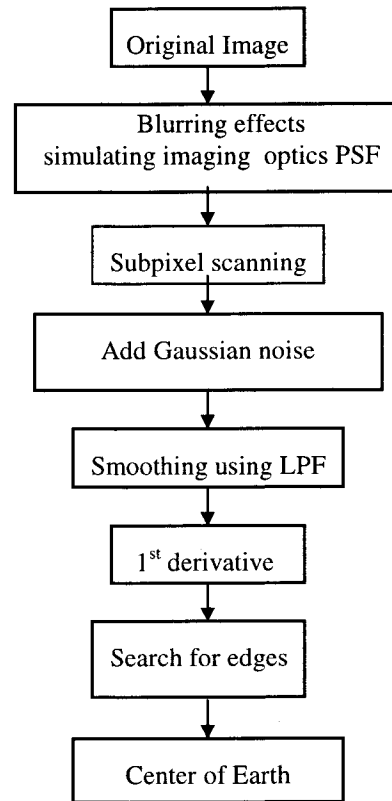 Original Image
Blurring effects
simulating imaging optics PSF
Subpixel scanning
Add Gaussian noise
Smoothing using LPF
1st derivative
Search for edges
Center of Earth